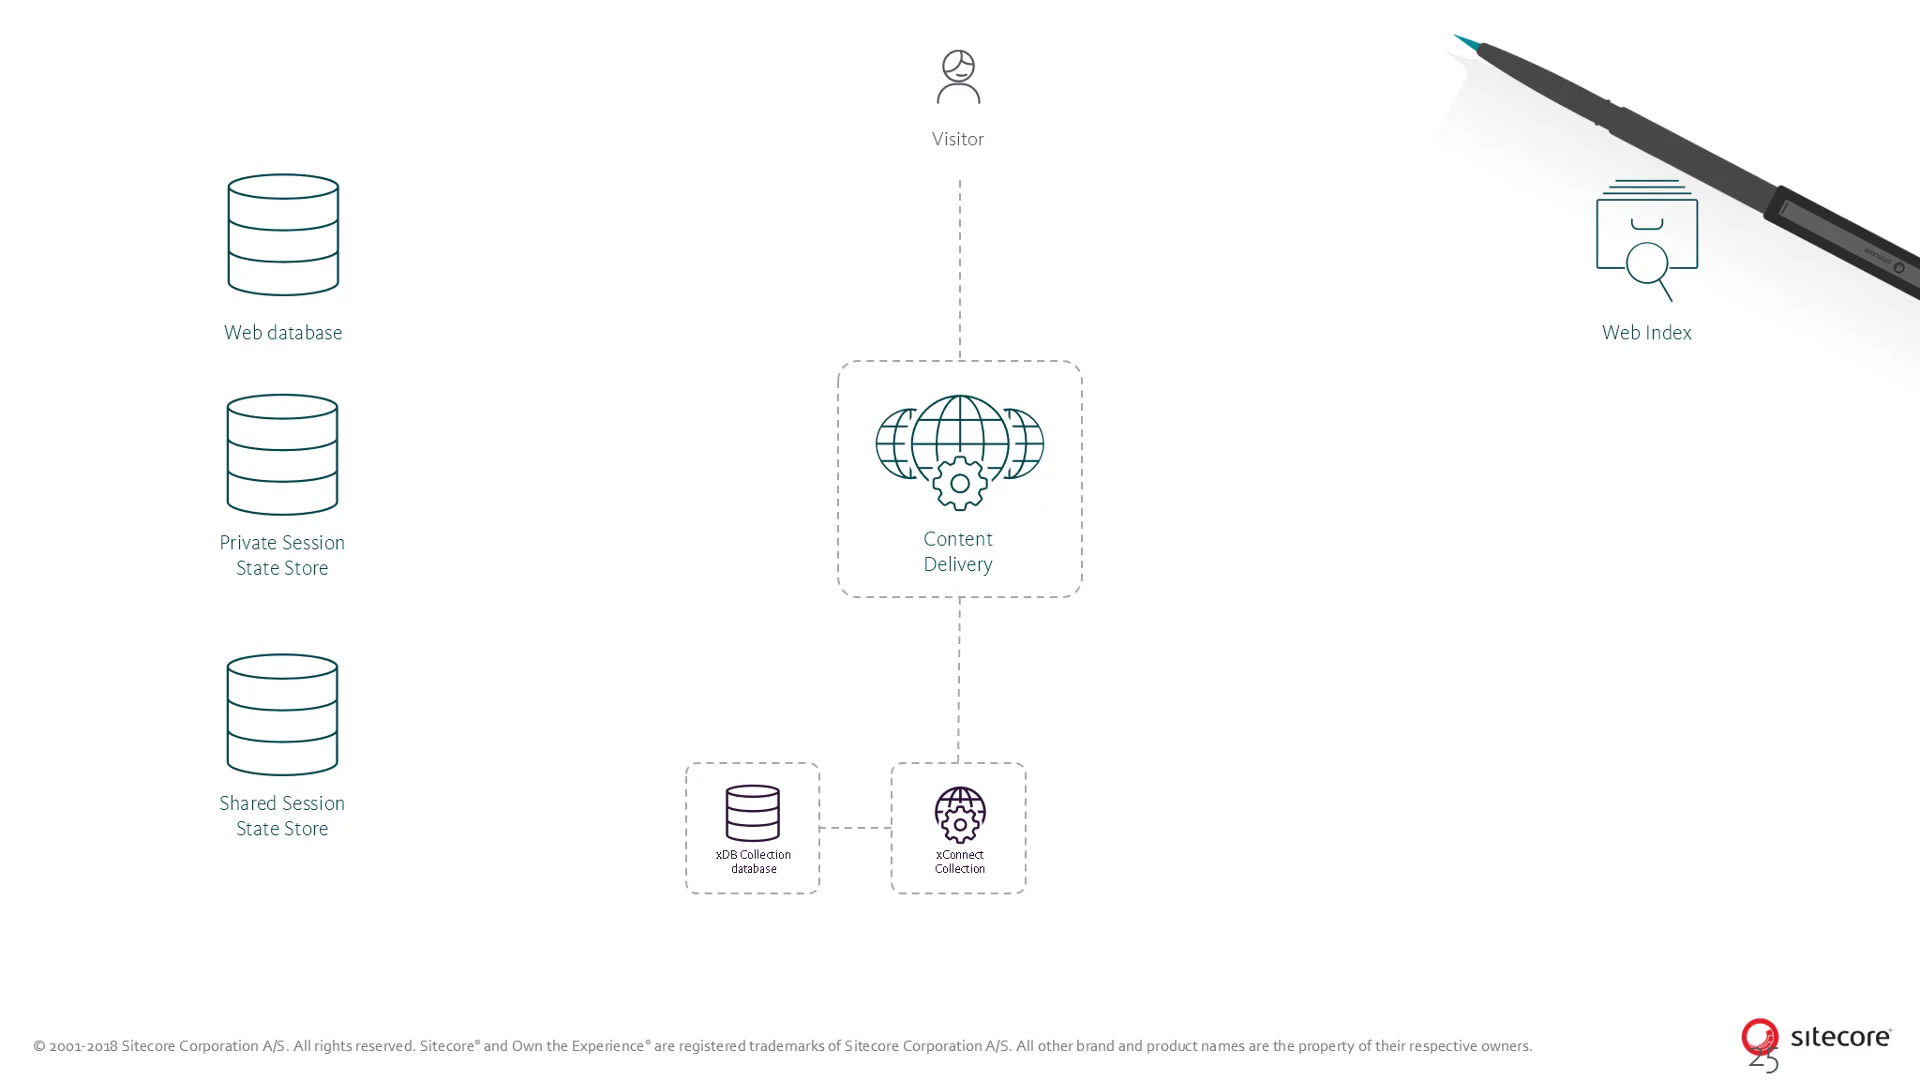 Visitor
Web database
Web Index
Private Session
State Store
Content
Delivery
Shared Session
State Store
xDB Collection
database
xConnect
Collection
© 2001-2018 Sitecore Corporation A/S. All rights reserved. Sitecore® and Own the Experience® are registered trademarks of Sitecore Corporation A/S. All other brand and product names are the property of their respective owners.
sitecore®
25